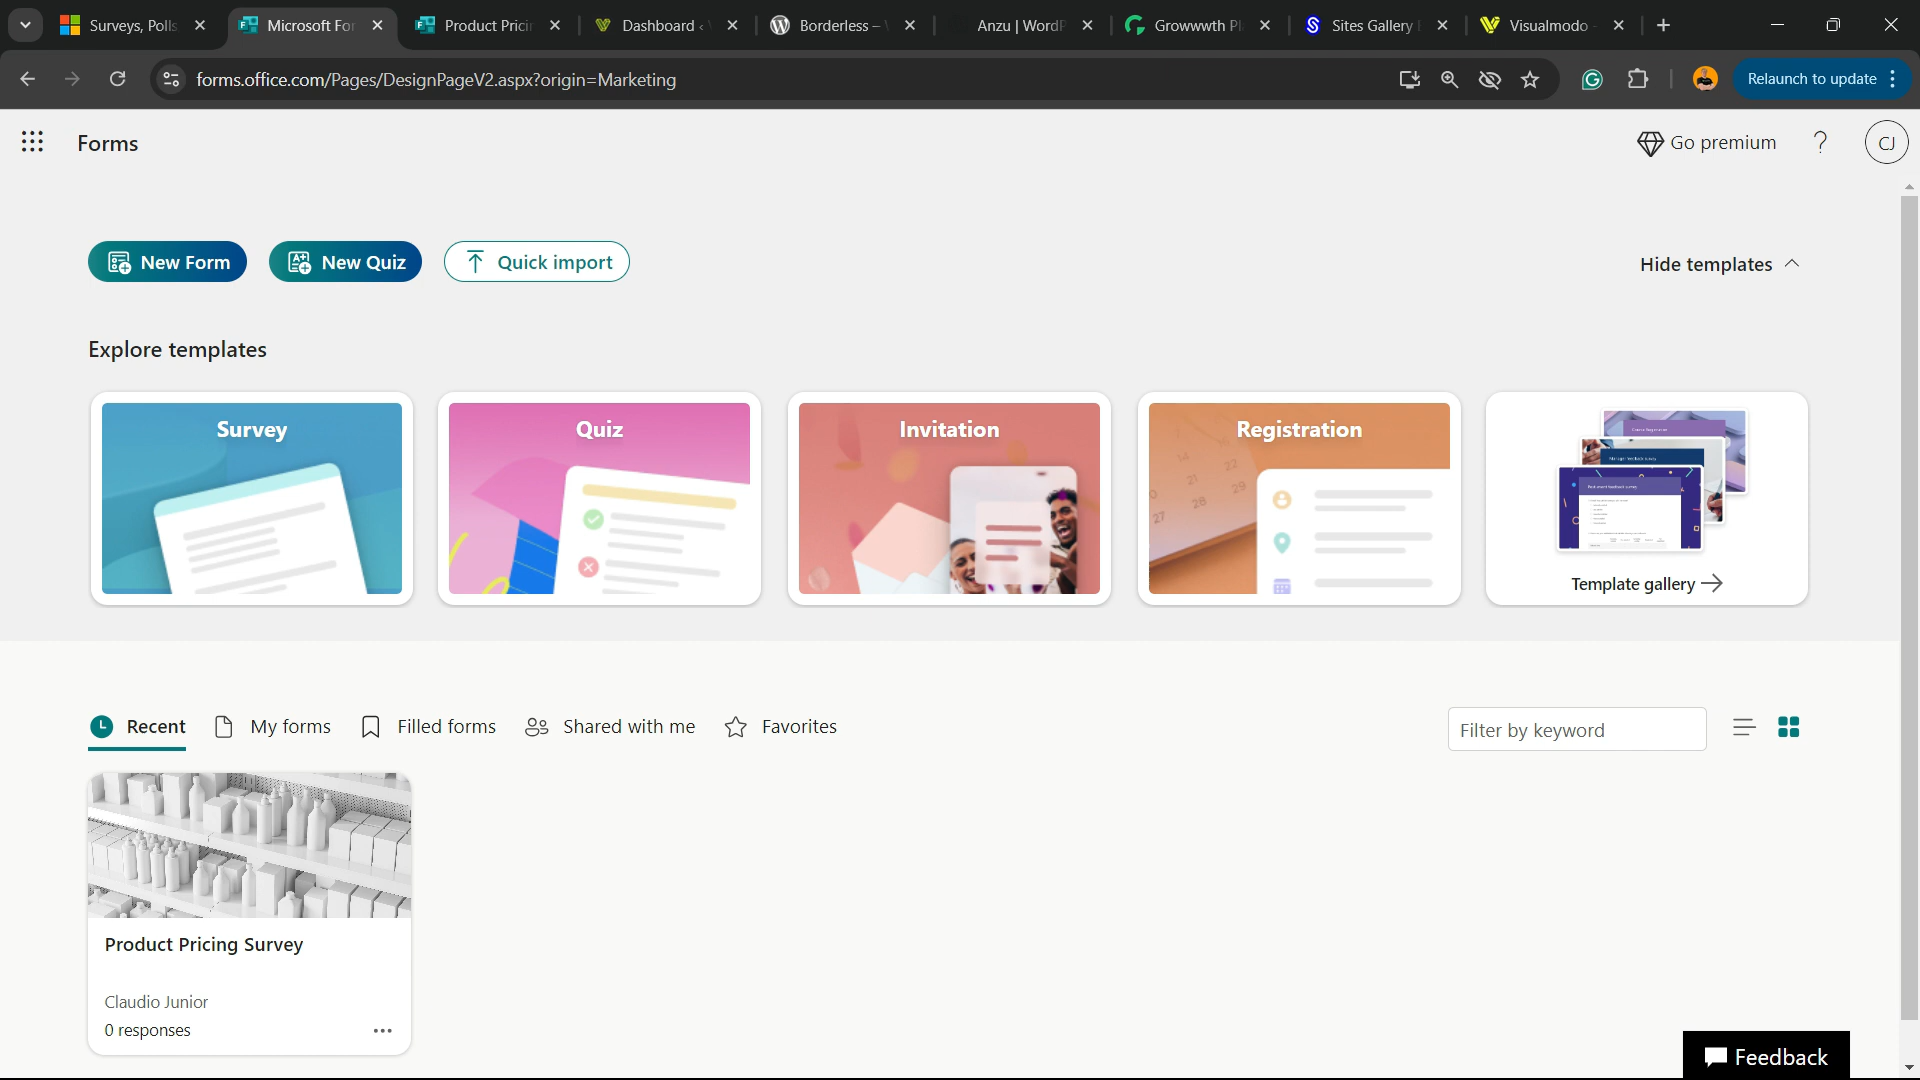 Surveys, Polls
Microsoft For
Product Pricin
Dashboard ‹
Borderless –
Anzu | WordP
Growwwth Pl
Sites Gallery
Visualmodo
forms.office.com/Pages/DesignPageV2.aspx?origin=Marketing
Relaunch to update
Forms
Go premium
?
CJ
New Form
New Quiz
Quick import
Hide templates
Explore templates
Survey
Quiz
Invitation
Registration
Template gallery
Recent
My forms
Filled forms
Shared with me
Favorites
Filter by keyword
Product Pricing Survey
Claudio Junior
0 responses
Feedback